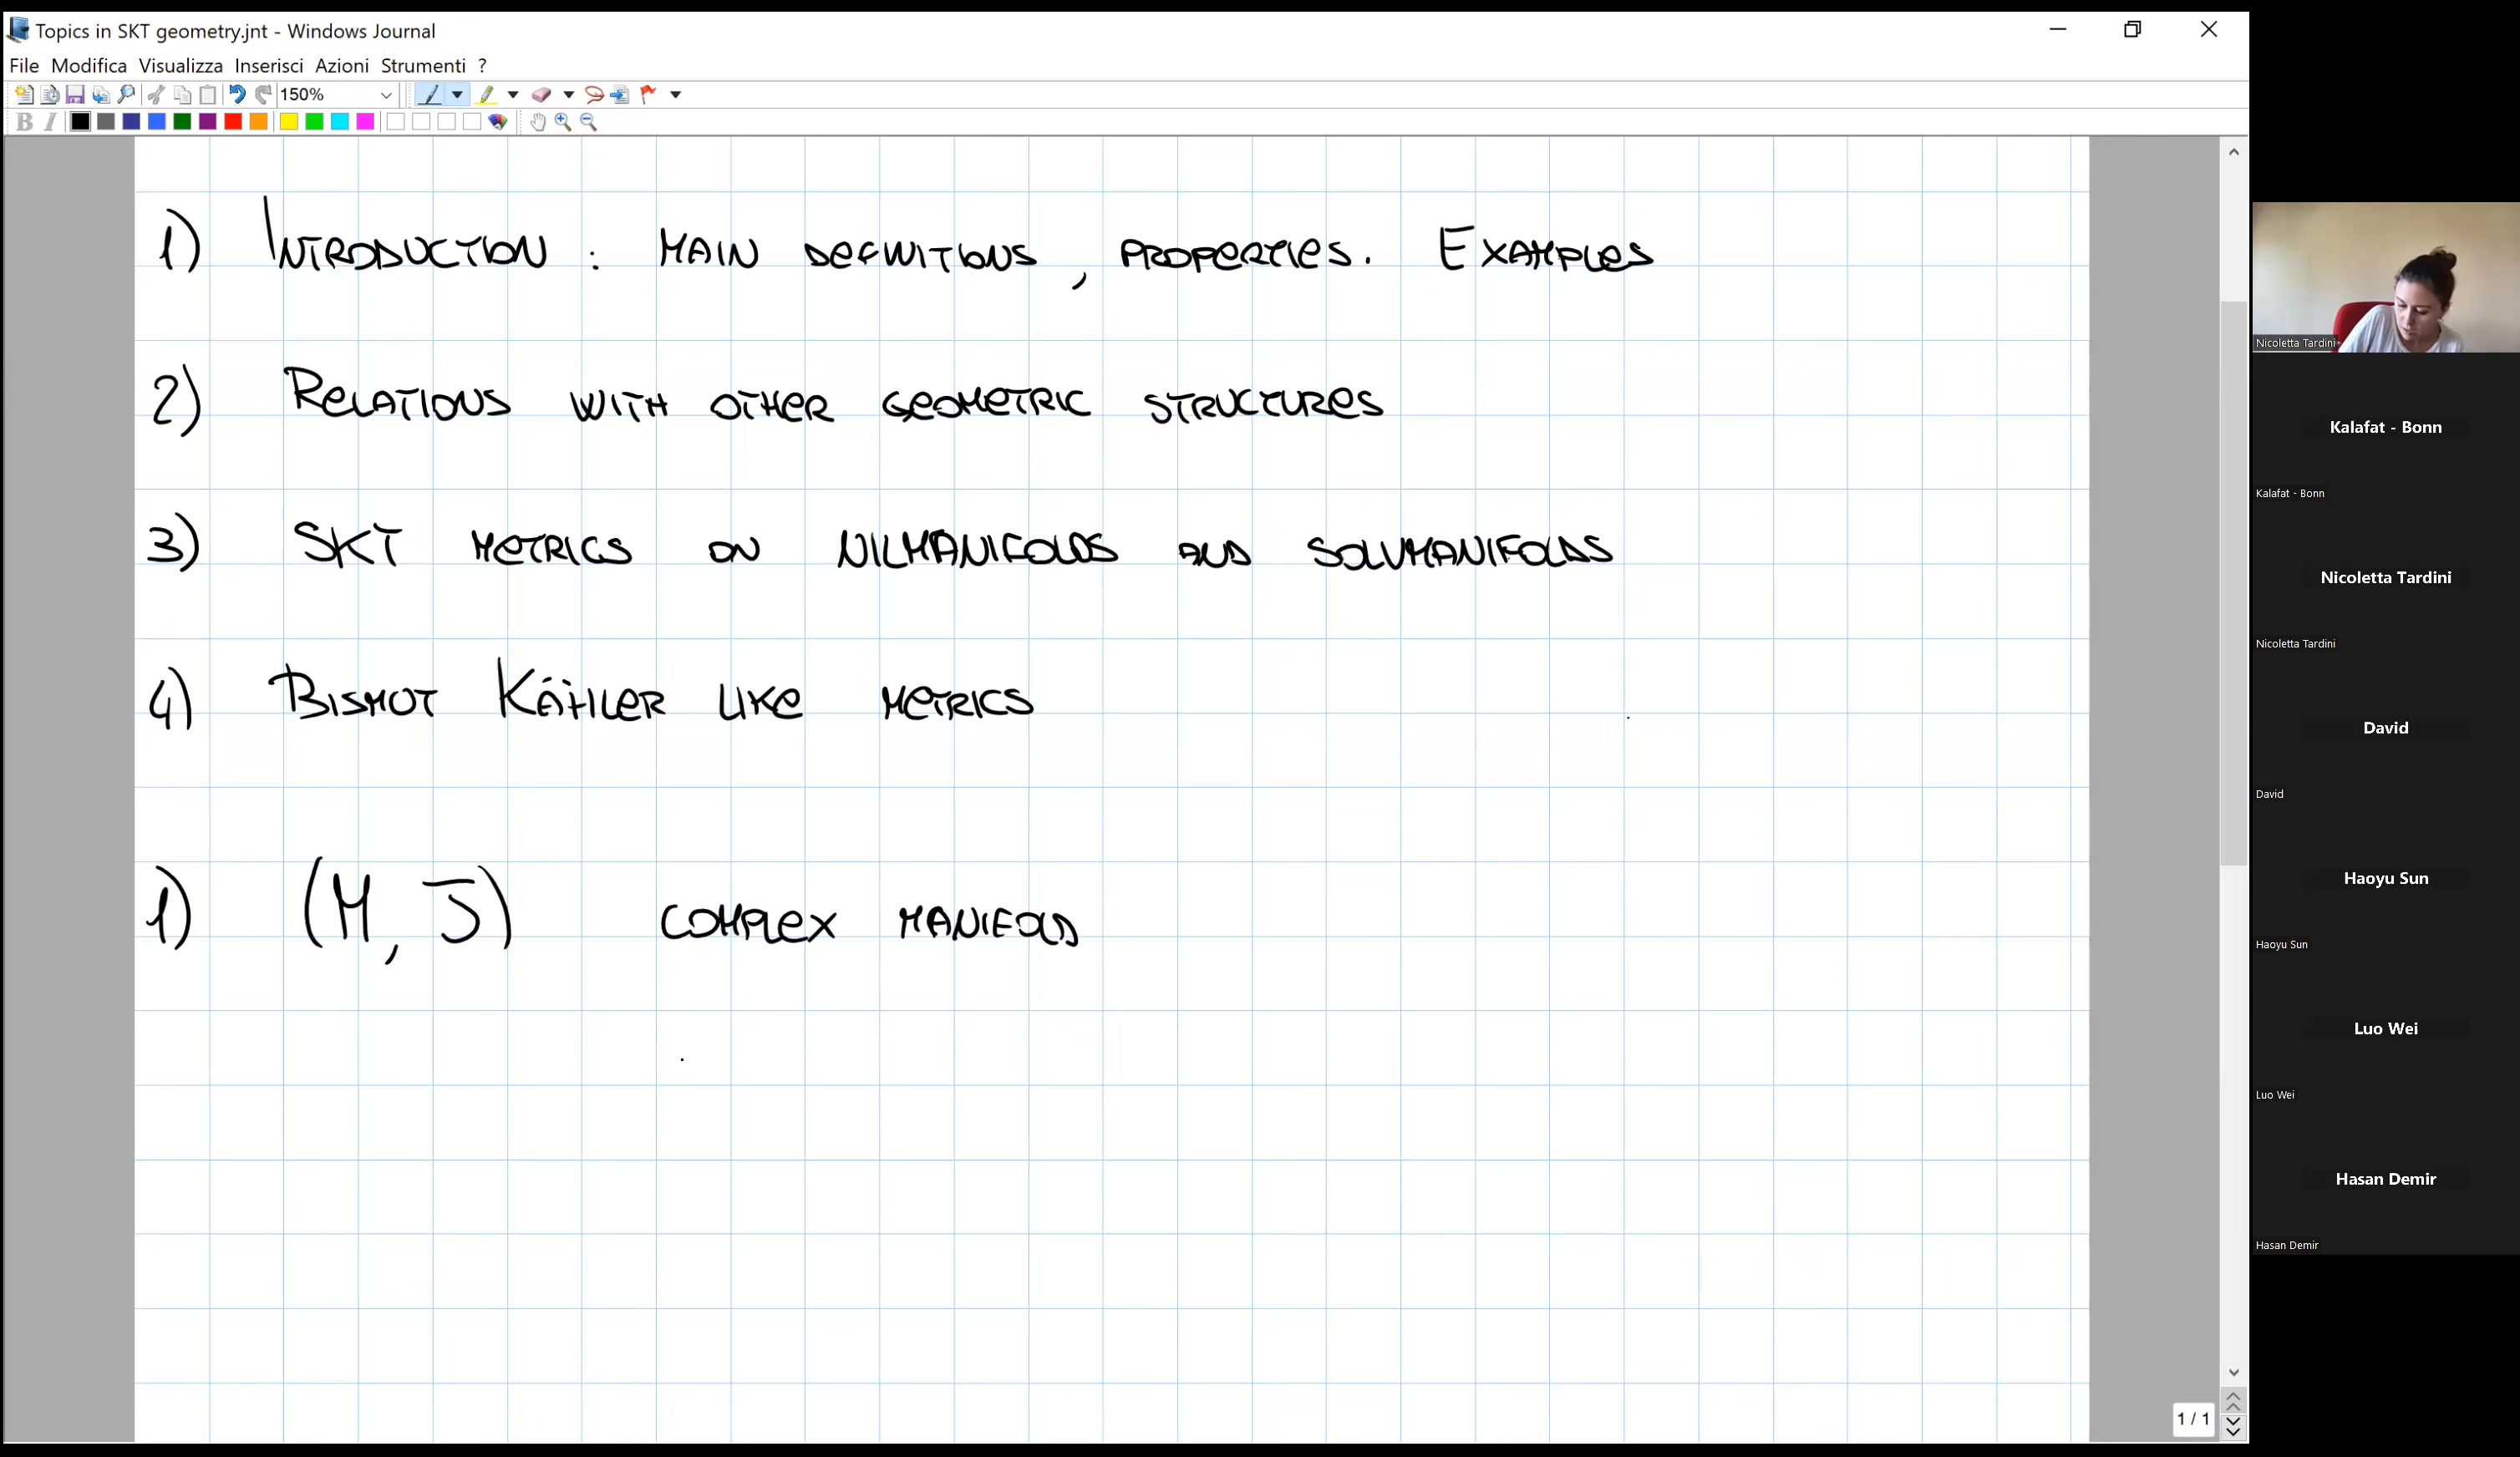 Topics in SKT geometry.jnt - Windows Journal
File Modifica Visualizza Inserisci Azioni Strumenti ?
150%
B I
1) INTRODUCTION : MAIN DEFINITIONS , PROPERTIES. EXAMPLES
2) RELATIONS WITH OTHER GEOMETRIC STRUCTURES
3) SKT METRICS ON NILMANIFOLDS AND SOLVMANIFOLDS
4) BISMUT KÄHLER LIKE METRICS
1) (M, J) COMPLEX MANIFOLD
1 / 1
Nicoletta Tardini
Kalafat - Bonn
Kalafat - Bonn
Nicoletta Tardini
Nicoletta Tardini
David
David
Haoyu Sun
Haoyu Sun
Luo Wei
Luo Wei
Hasan Demir
Hasan Demir